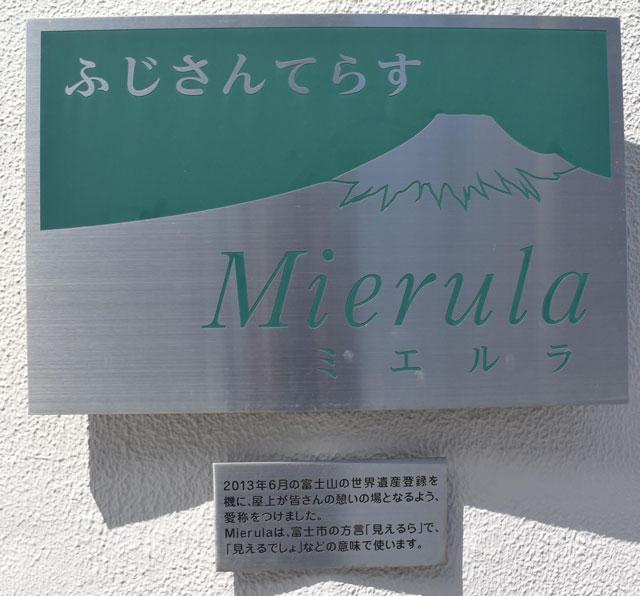 ふじさんてらす
Mierula
ミエルラ
2013年6月の富士山の世界遺産登録を
機に、屋上が皆さんの憩いの場となるよう、
愛称をつけました。
Mierulaは、富士市の方言「見えるら」で、
「見えるでしょ」などの意味で使います。